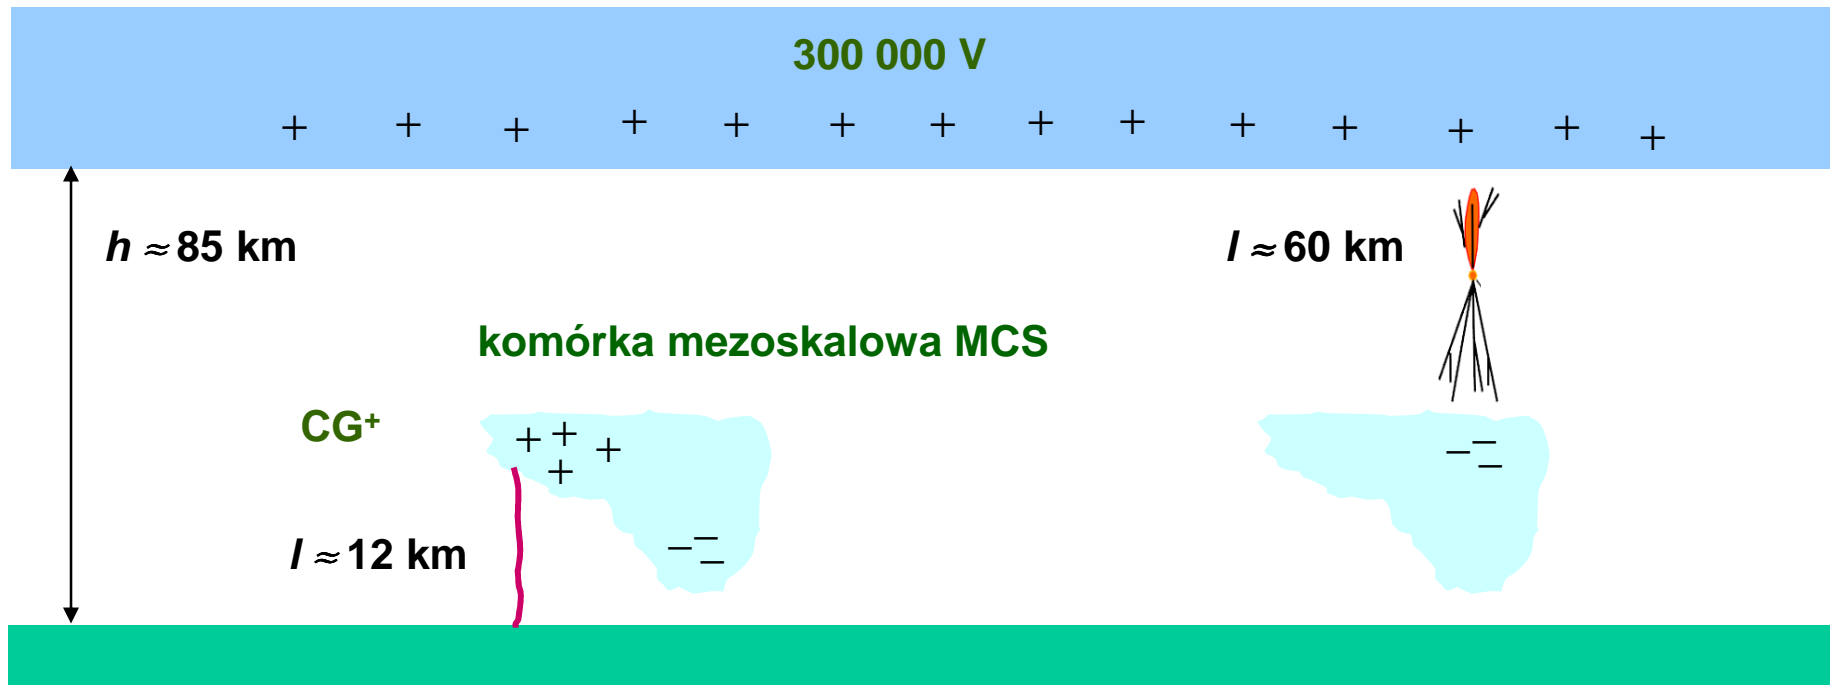 300 000 V
+ + + + + + + + + + + + + +
h ≈ 85 km
l ≈ 60 km
komórka mezoskalowa MCS
CG⁺
+ + + +
− − −
l ≈ 12 km
− − −